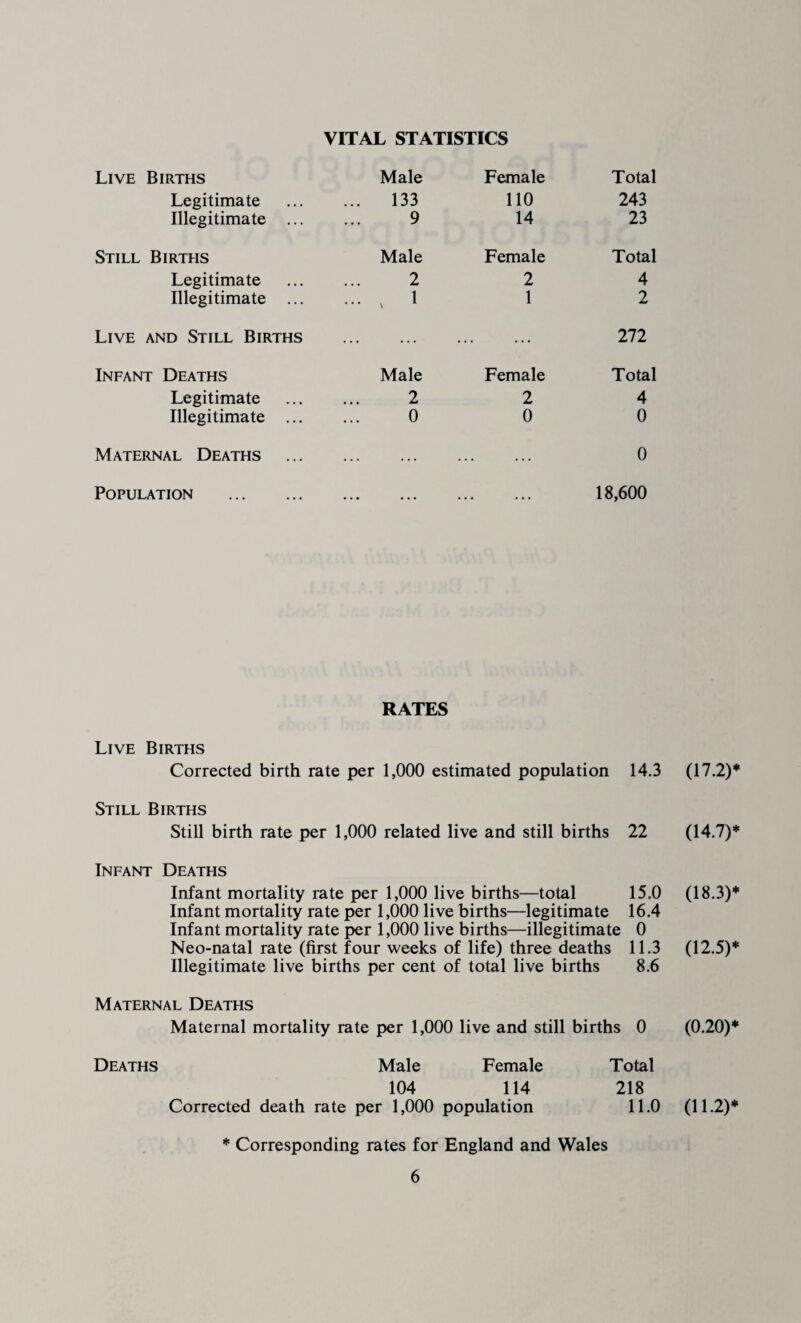 VITAL STATISTICS
LIVE BIRTHS Male Female Total
Legitimate ... ... 133 110 243
Illegitimate ... ... 9 14 23
STILL BIRTHS Male Female Total
Legitimate ... ... 2 2 4
Illegitimate ... ... 1 1 2
LIVE AND STILL BIRTHS ... ... ... ... 272
INFANT DEATHS Male Female Total
Legitimate ... ... 2 2 4
Illegitimate ... ... 0 0 0
MATERNAL DEATHS ... ... ... ... ... 0
POPULATION ... ... ... ... ... ... 18,600
RATES
LIVE BIRTHS
Corrected birth rate per 1,000 estimated population 14.3 (17.2)*
STILL BIRTHS
Still birth rate per 1,000 related live and still births 22 (14.7)*
INFANT DEATHS
Infant mortality rate per 1,000 live births—total 15.0 (18.3)*
Infant mortality rate per 1,000 live births—legitimate 16.4
Infant mortality rate per 1,000 live births—illegitimate 0
Neo-natal rate (first four weeks of life) three deaths 11.3 (12.5)*
Illegitimate live births per cent of total live births 8.6
MATERNAL DEATHS
Maternal mortality rate per 1,000 live and still births 0 (0.20)*
DEATHS Male Female Total
104 114 218
Corrected death rate per 1,000 population 11.0 (11.2)*
* Corresponding rates for England and Wales
6